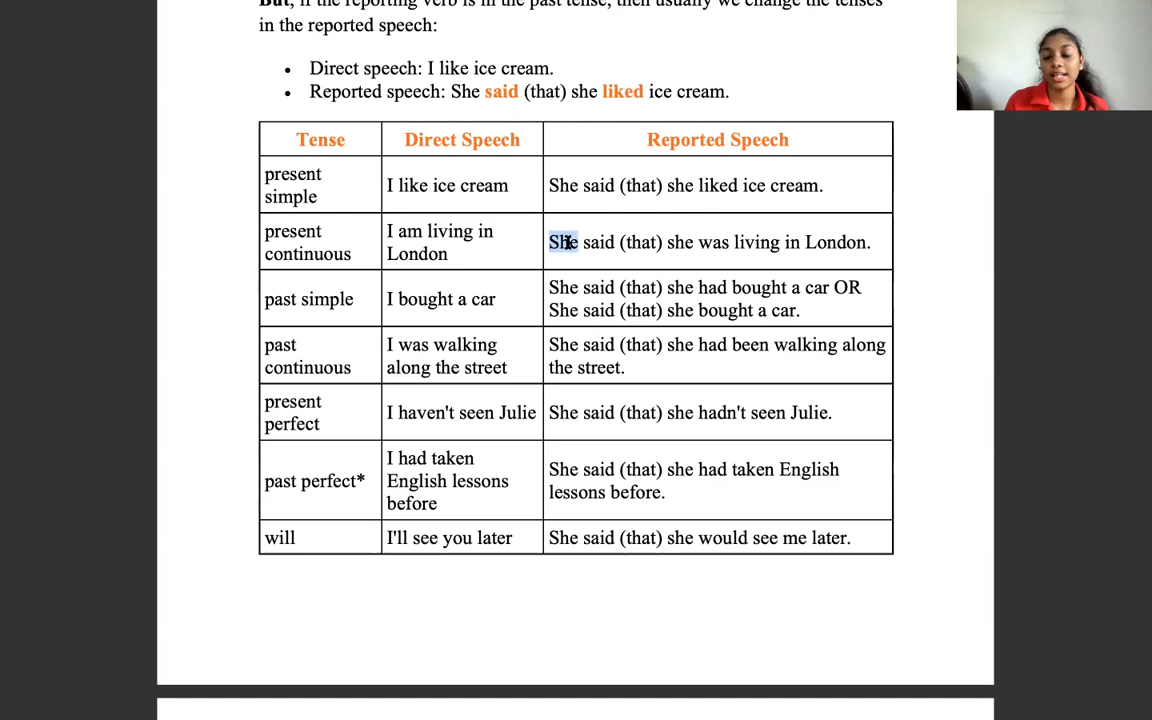 But, if the reporting verb is in the past tense, then usually we change the tenses
in the reported speech:
• Direct speech: I like ice cream.
• Reported speech: She said (that) she liked ice cream.
Tense Direct Speech Reported Speech
present
simple
I like ice cream
She said (that) she liked ice cream.
present
continuous
I am living in
London
She said (that) she was living in London.
past simple
I bought a car
She said (that) she had bought a car OR
She said (that) she bought a car.
past
continuous
I was walking
along the street
She said (that) she had been walking along
the street.
present
perfect
I haven't seen Julie
She said (that) she hadn't seen Julie.
past perfect*
I had taken
English lessons
before
She said (that) she had taken English
lessons before.
will
I'll see you later
She said (that) she would see me later.